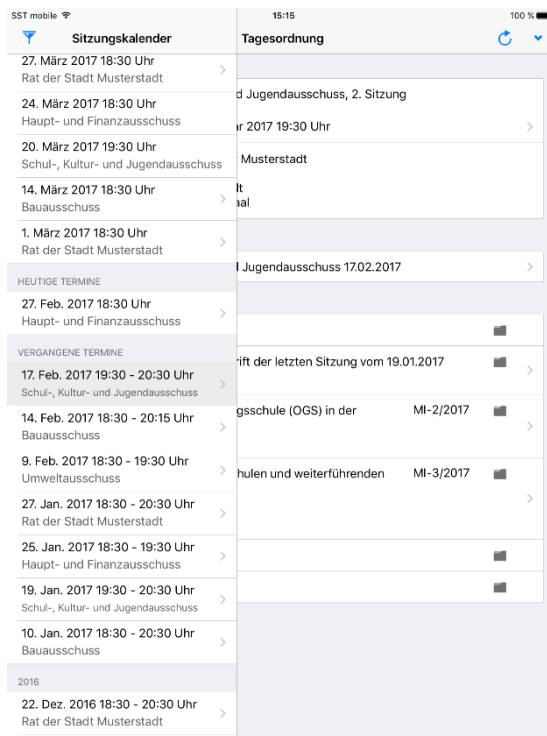 SST mobile 15:15 100 %
Sitzungskalender
27. März 2017 18:30 Uhr
Rat der Stadt Musterstadt
24. März 2017 18:30 Uhr
Haupt- und Finanzausschuss
20. März 2017 19:30 Uhr
Schul-, Kultur- und Jugendausschuss
14. März 2017 18:30 Uhr
Bauausschuss
1. März 2017 18:30 Uhr
Rat der Stadt Musterstadt
HEUTIGE TERMINE
27. Feb. 2017 18:30 Uhr
Haupt- und Finanzausschuss
VERGANGENE TERMINE
17. Feb. 2017 19:30 - 20:30 Uhr
Schul-, Kultur- und Jugendausschuss
14. Feb. 2017 18:30 - 20:15 Uhr
Bauausschuss
9. Feb. 2017 18:30 - 19:30 Uhr
Umweltausschuss
27. Jan. 2017 18:30 - 20:30 Uhr
Rat der Stadt Musterstadt
25. Jan. 2017 18:30 - 19:30 Uhr
Haupt- und Finanzausschuss
19. Jan. 2017 19:30 - 20:30 Uhr
Schul-, Kultur- und Jugendausschuss
10. Jan. 2017 18:30 - 20:30 Uhr
Bauausschuss
2016
22. Dez. 2016 18:30 - 20:30 Uhr
Rat der Stadt Musterstadt
Tagesordnung
d Jugendausschuss, 2. Sitzung
r 2017 19:30 Uhr
Musterstadt
dt
aal
d Jugendausschuss 17.02.2017
rift der letzten Sitzung vom 19.01.2017
gsschule (OGS) in der MI-2/2017
hulen und weiterführenden MI-3/2017